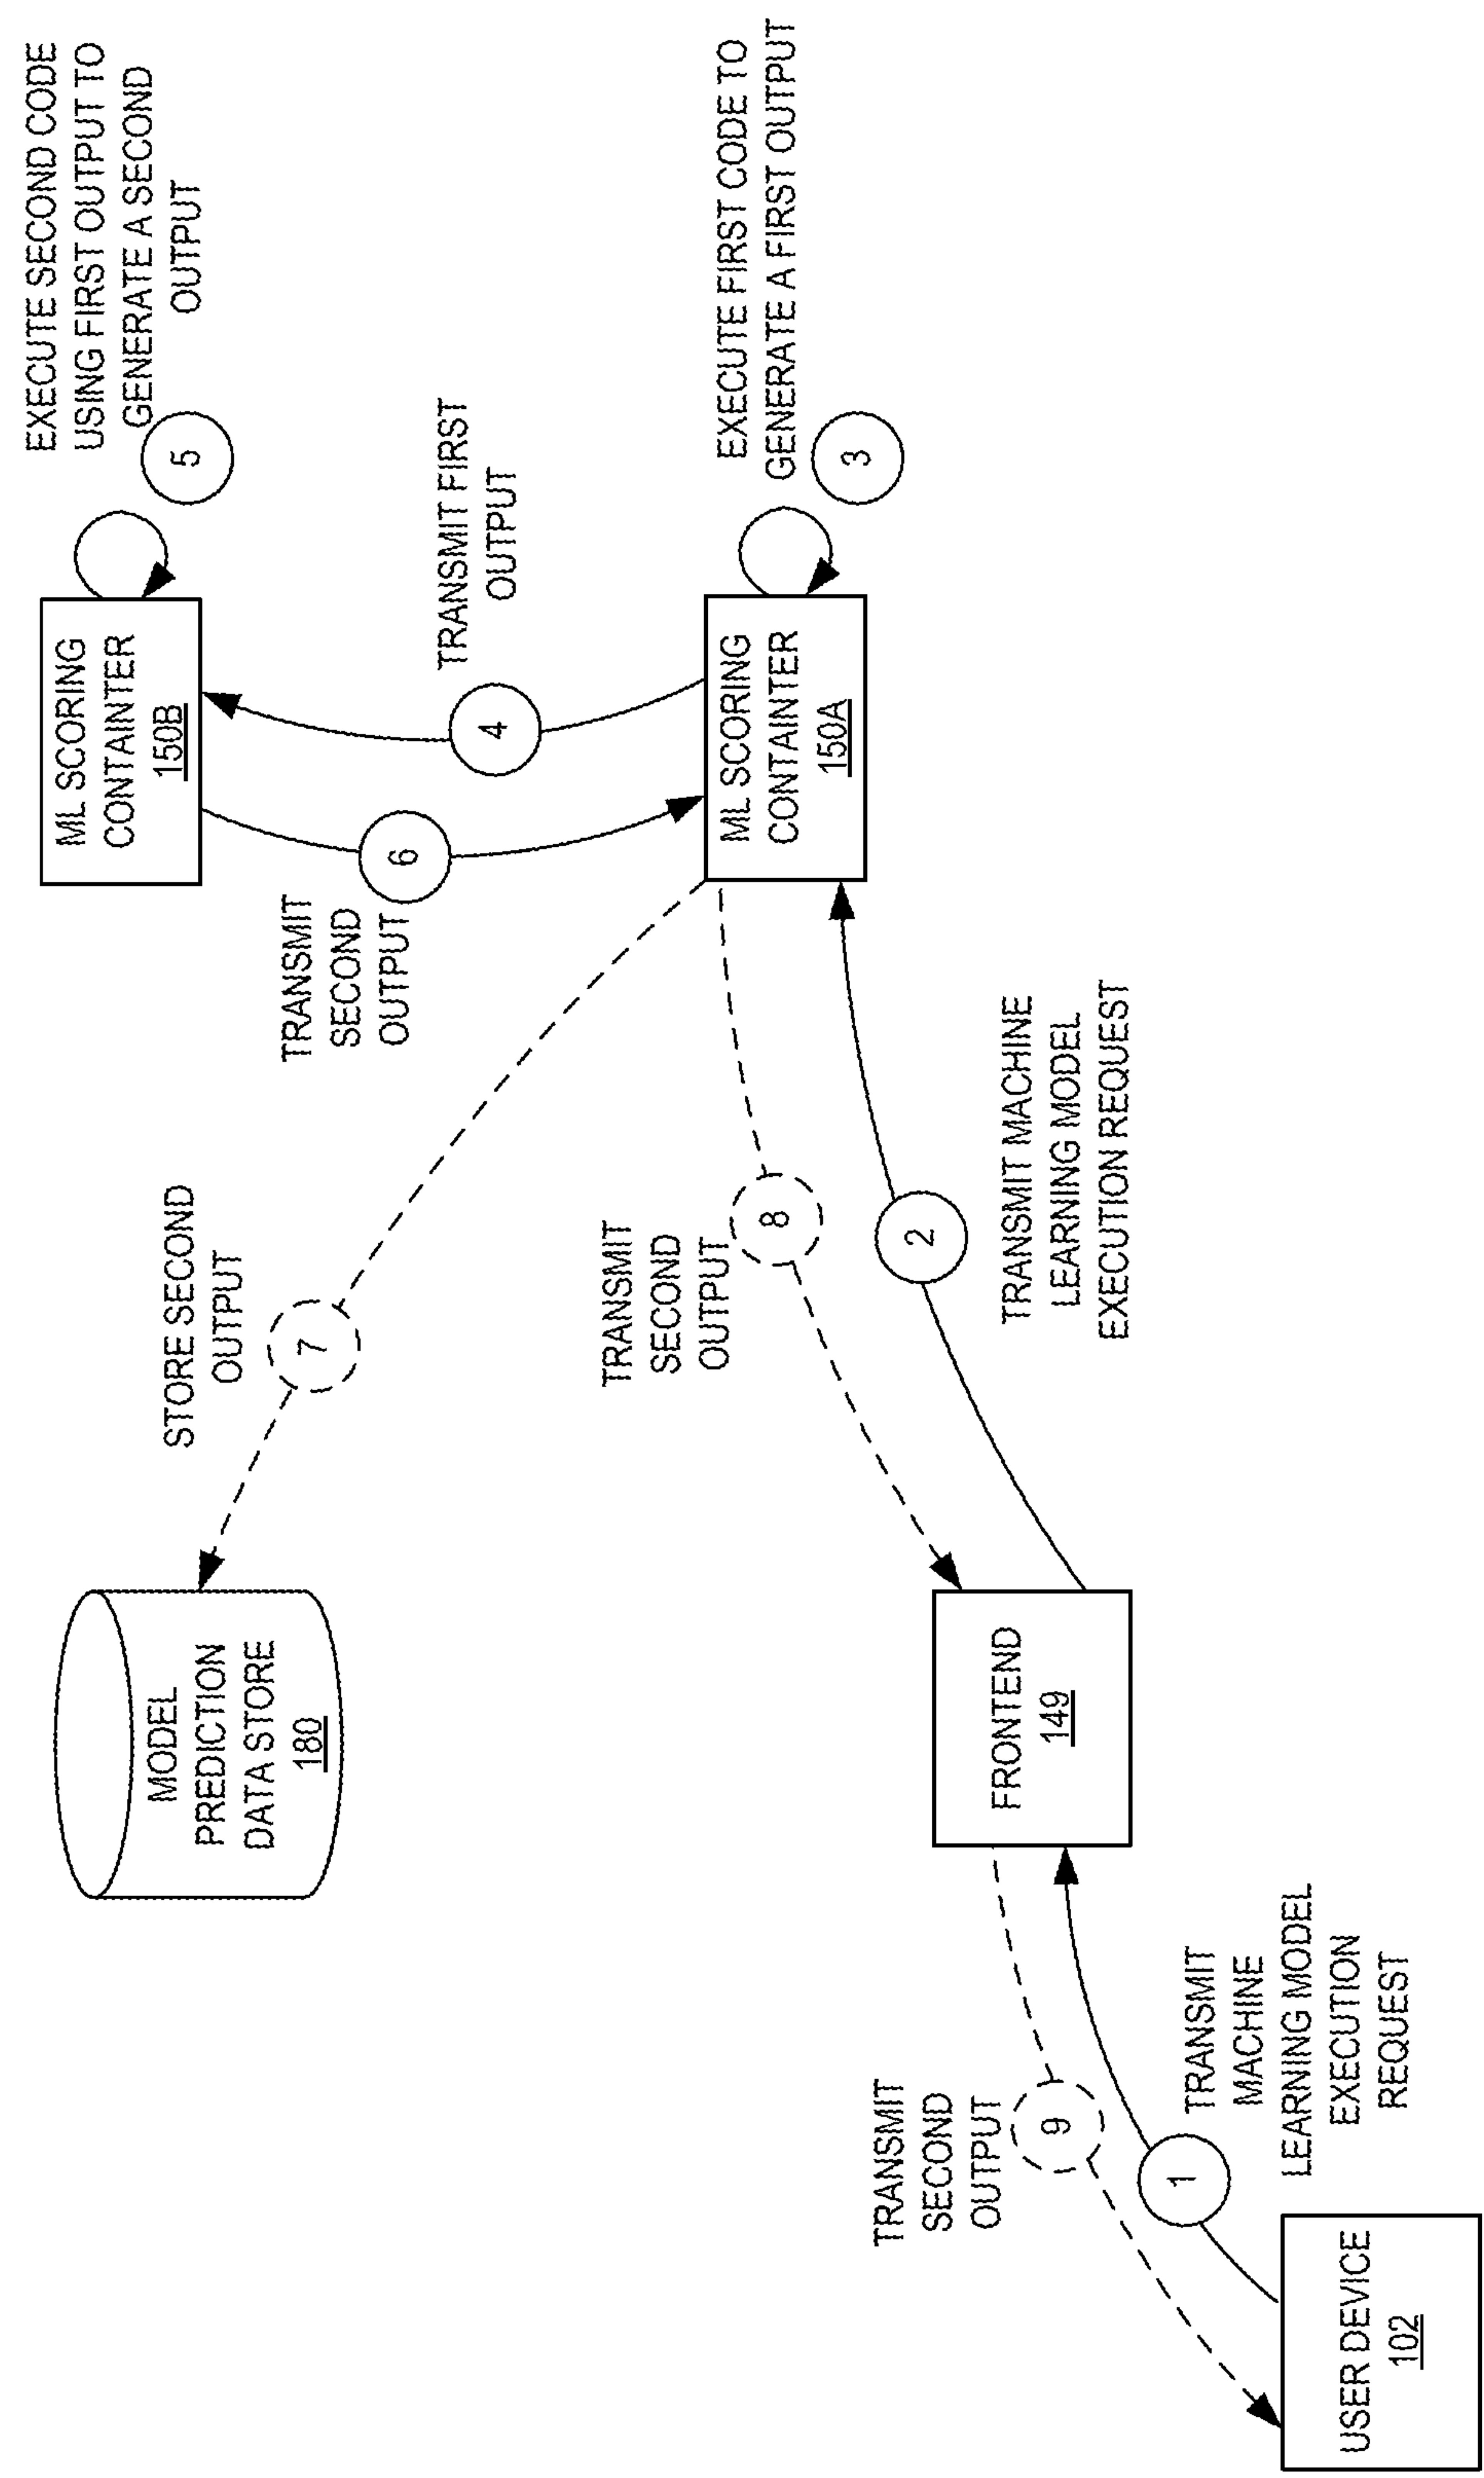 EXECUTE SECOND CODE
USING FIRST OUTPUT TO
GENERATE A SECOND
OUTPUT
5
ML SCORING
CONTAINTER
150B
TRANSMIT FIRST
OUTPUT
4
6
TRANSMIT
SECOND
OUTPUT
EXECUTE FIRST CODE TO
GENERATE A FIRST OUTPUT
3
ML SCORING
CONTAINTER
150A
STORE SECOND
OUTPUT
7
MODEL
PREDICTION
DATA STORE
180
TRANSMIT
SECOND
OUTPUT
8
2
TRANSMIT MACHINE
LEARNING MODEL
EXECUTION REQUEST
FRONTEND
149
TRANSMIT
SECOND
OUTPUT
9
1
TRANSMIT
MACHINE
LEARNING MODEL
EXECUTION
REQUEST
USER DEVICE
102